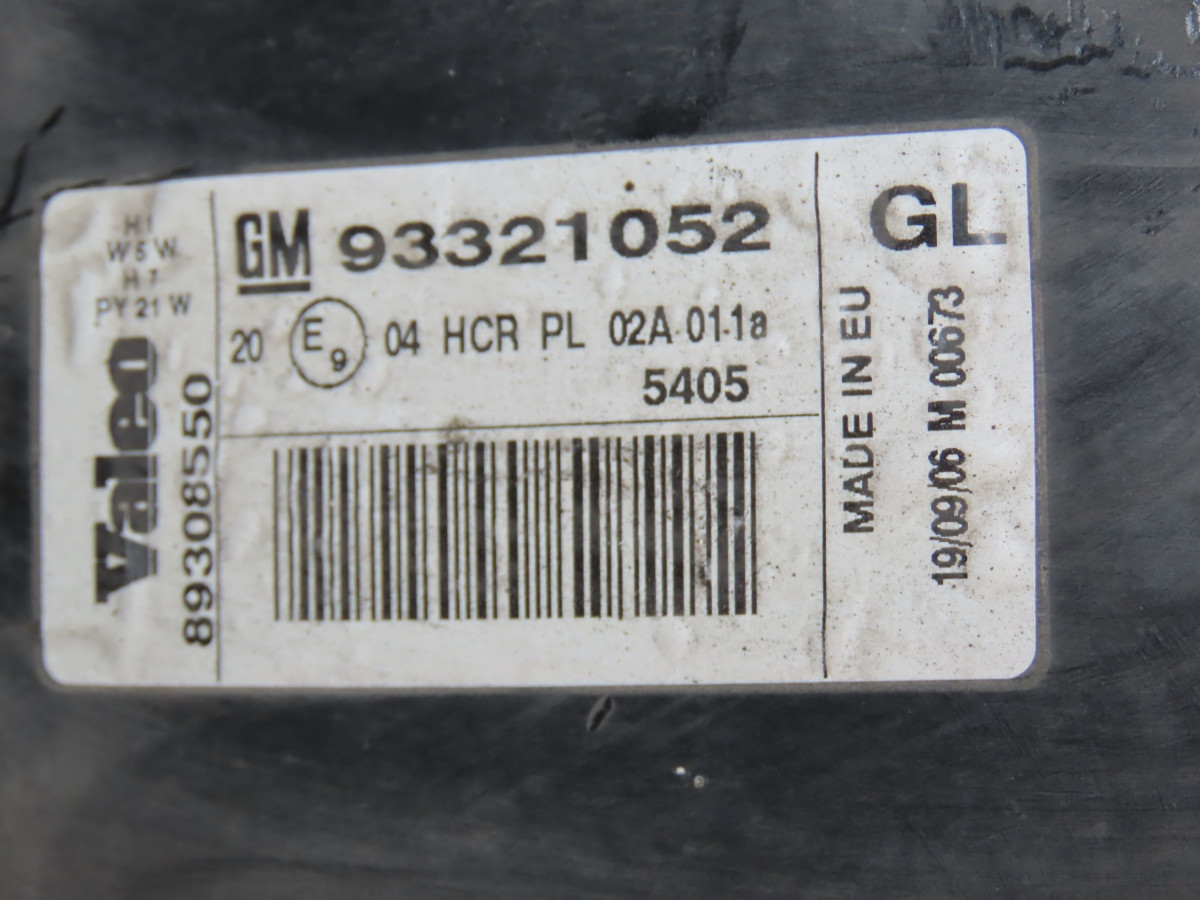 H1
W5W
H7
PY21W
Valeo
89308550
GM 93321052
20 E9 04 HCR PL 02A 01-1a
5405
GL
MADE IN EU
19/09/06 M 00673